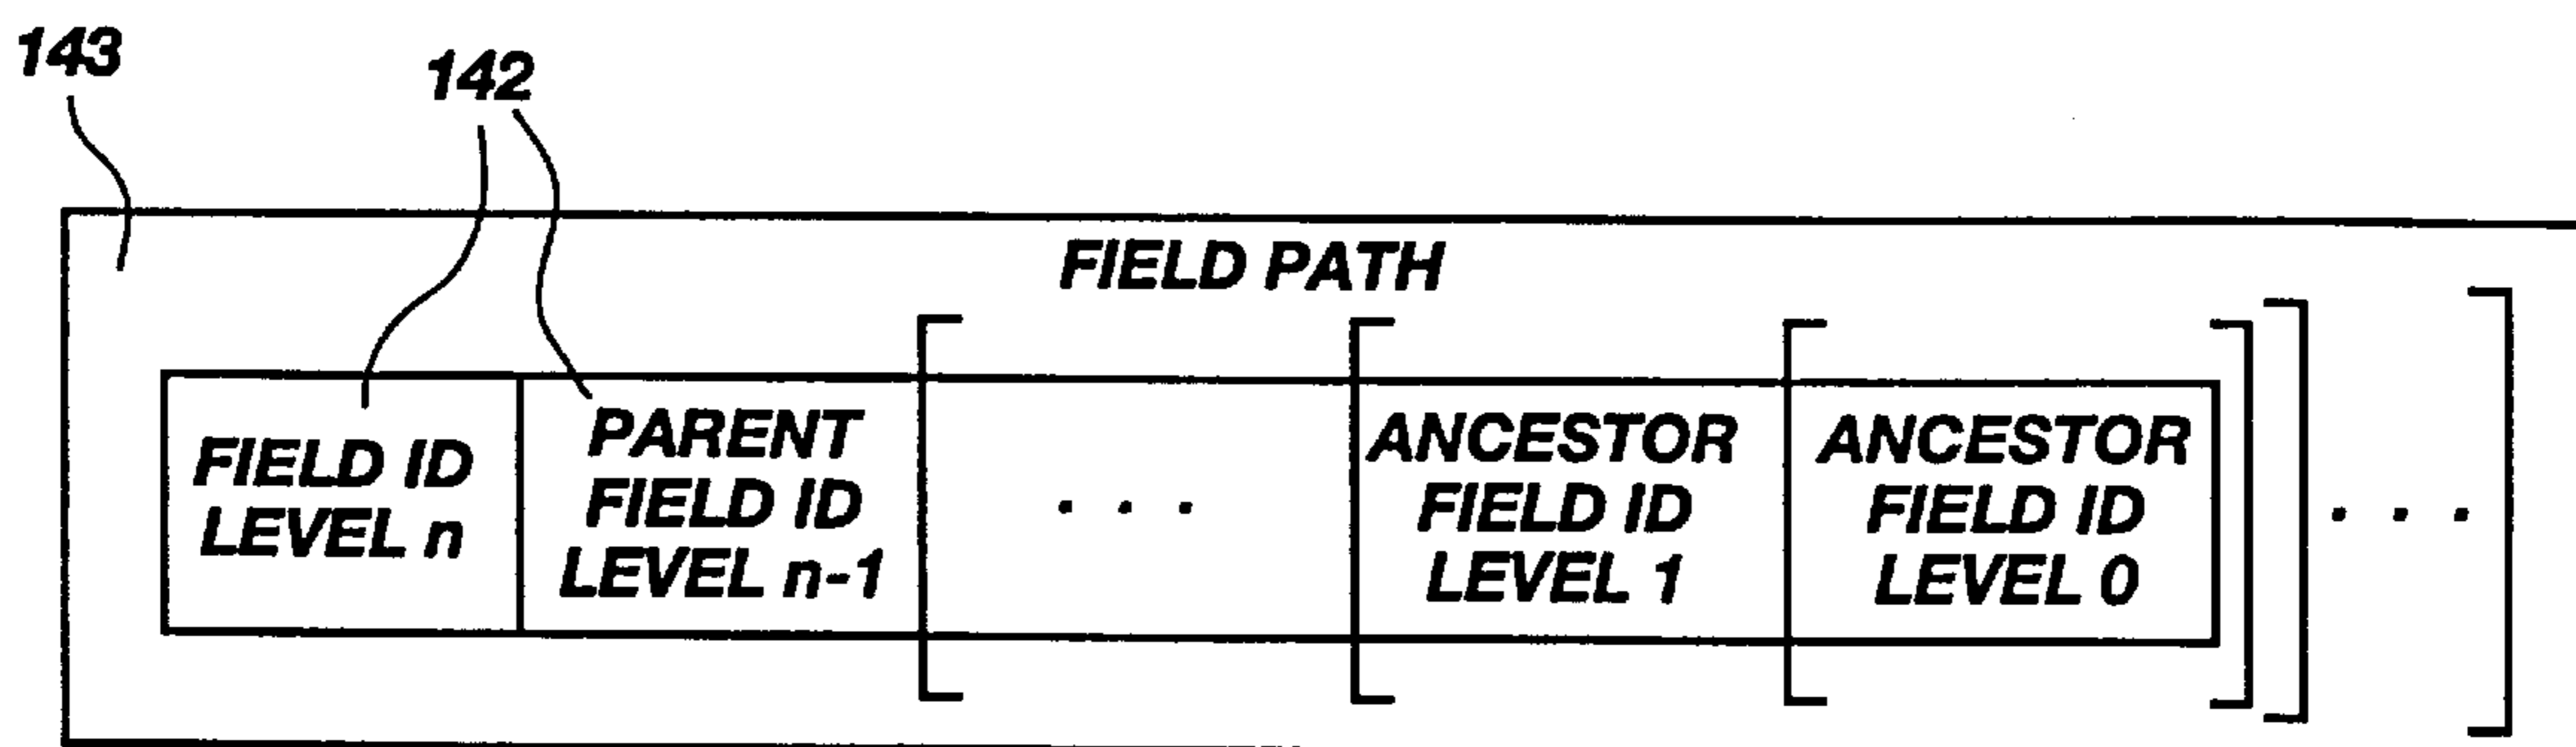 143
142
FIELD PATH
FIELD ID
LEVEL n
PARENT
FIELD ID
LEVEL n-1
. . .
ANCESTOR
FIELD ID
LEVEL 1
ANCESTOR
FIELD ID
LEVEL 0
. . .